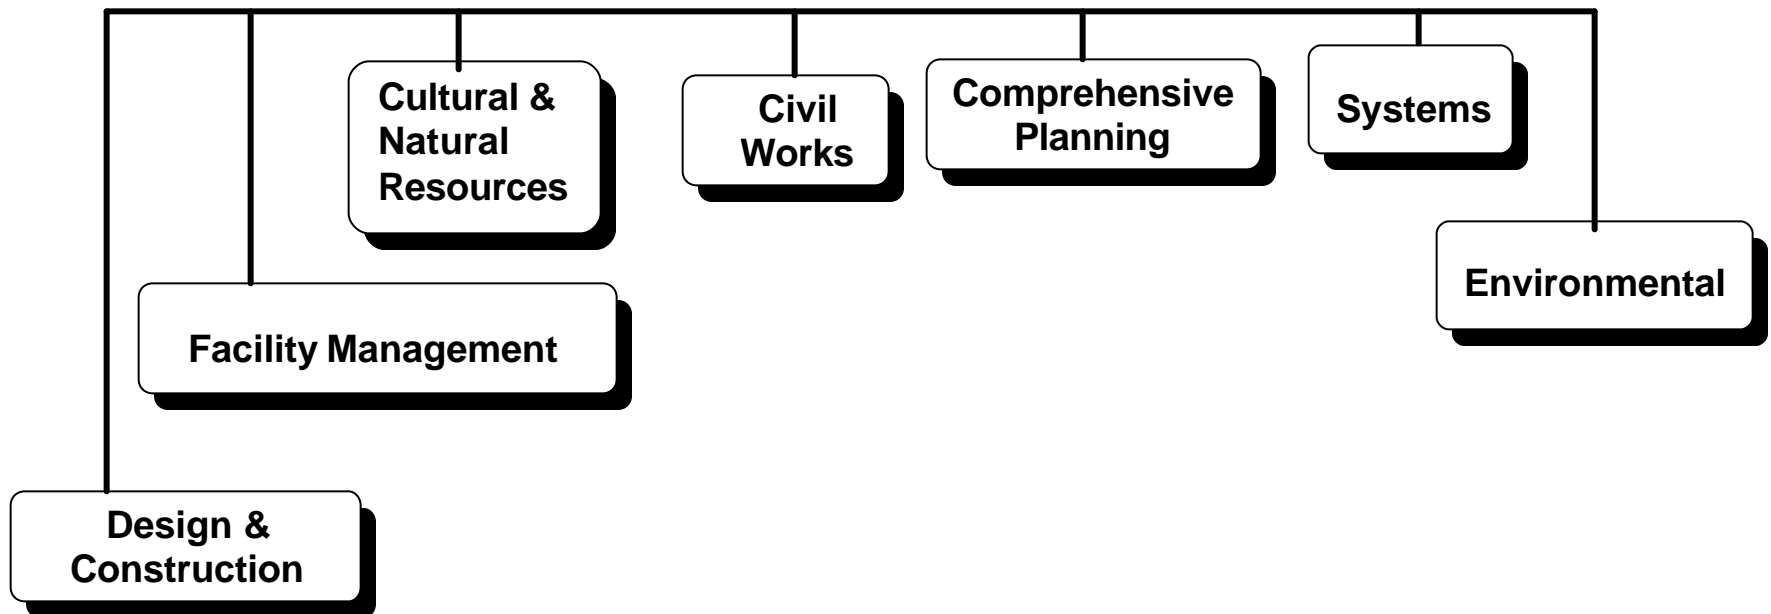 Cultural &
Natural
Resources
Civil
Works
Comprehensive
Planning
Systems
Environmental
Facility Management
Design &
Construction